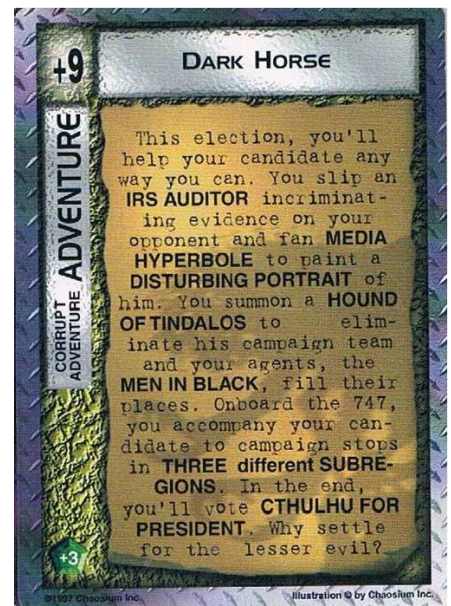 +9
DARK HORSE
CORRUPT
ADVENTURE
ADVENTURE
This election, you'll
help your candidate any
way you can. You slip an
IRS AUDITOR incriminat-
ing evidence on your
opponent and fan MEDIA
HYPERBOLE to paint a
DISTURBING PORTRAIT of
him. You summon a HOUND
OF TINDALOS to elim-
inate his campaign team
and your agents, the
MEN IN BLACK, fill their
places. Onboard the 747,
you accompany your can-
didate to campaign stops
in THREE different SUBRE-
GIONS. In the end,
you'll vote CTHULHU FOR
PRESIDENT. Why settle
for the lesser evil?
+3
©1997 Chaosium Inc.
Illustration © by Chaosium Inc.